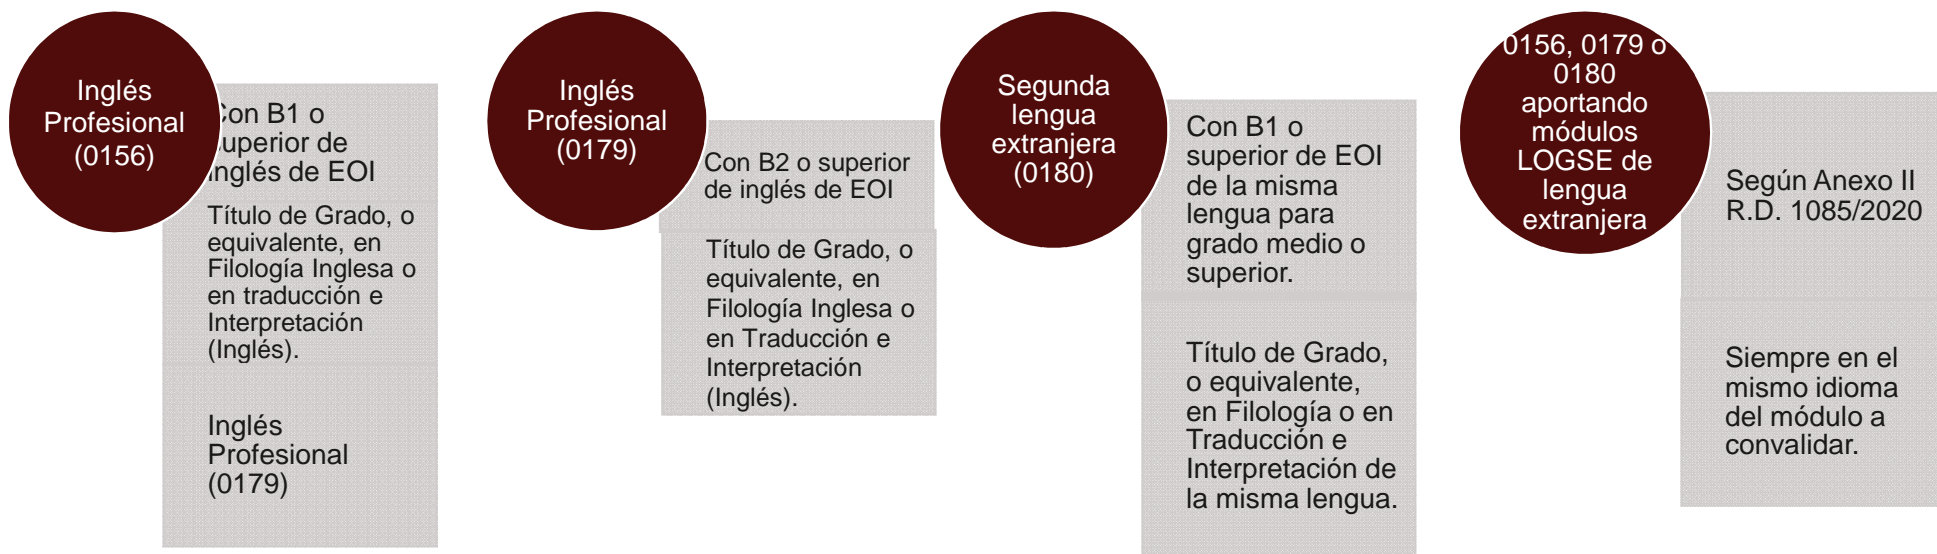 Inglés
Profesional
(0156)
Con B1 o
superior de
inglés de EOI
Título de Grado, o
equivalente, en
Filología Inglesa o
en traducción e
Interpretación
(Inglés).
Inglés
Profesional
(0179)
Inglés
Profesional
(0179)
Con B2 o superior
de inglés de EOI
Título de Grado, o
equivalente, en
Filología Inglesa o
en Traducción e
Interpretación
(Inglés).
Segunda
lengua
extranjera
(0180)
Con B1 o
superior de EOI
de la misma
lengua para
grado medio o
superior.
Título de Grado,
o equivalente,
en Filología o en
Traducción e
Interpretación de
la misma lengua.
0156, 0179 o
0180
aportando
módulos
LOGSE de
lengua
extranjera
Según Anexo II
R.D. 1085/2020
Siempre en el
mismo idioma
del módulo a
convalidar.